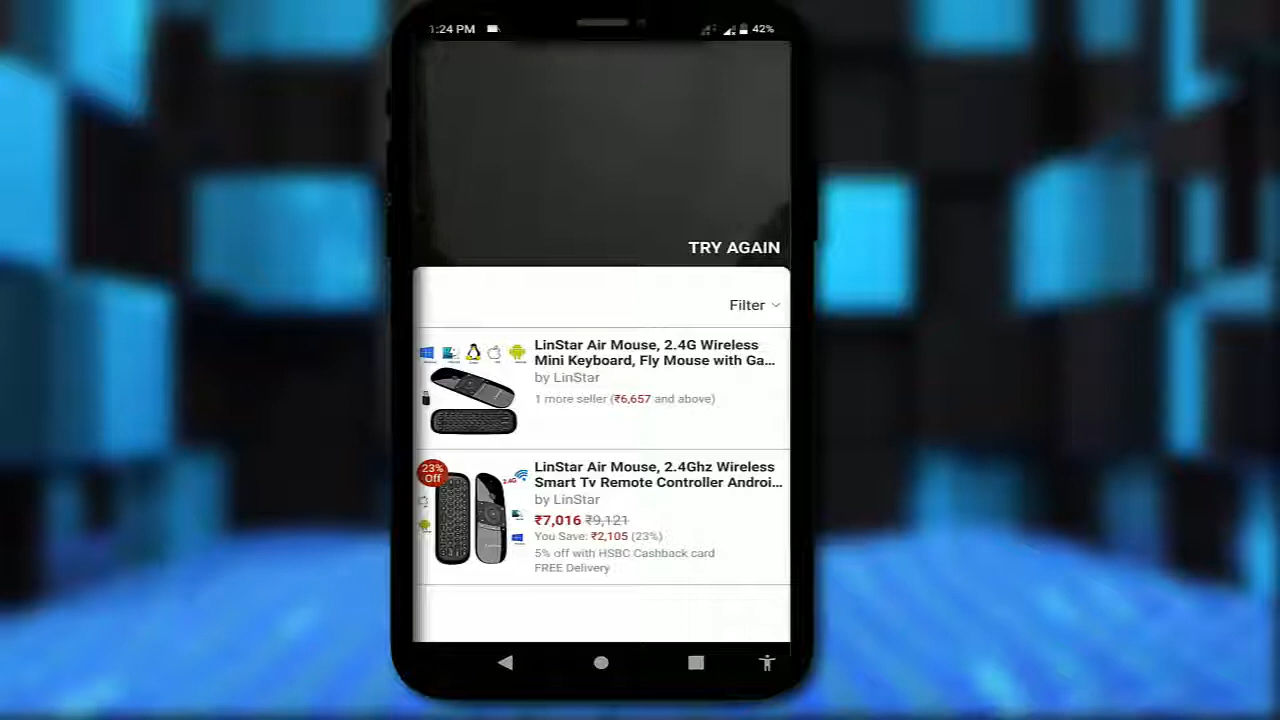 1:24 PM 42%
TRY AGAIN
Filter
LinStar Air Mouse, 2.4G Wireless
Mini Keyboard, Fly Mouse with Ga...
by LinStar
1 more seller (₹6,657 and above)
23%
Off
2.4G
LinStar Air Mouse, 2.4Ghz Wireless
Smart Tv Remote Controller Androi...
by LinStar
₹7,016 ₹9,121
You Save: ₹2,105 (23%)
5% off with HSBC Cashback card
FREE Delivery